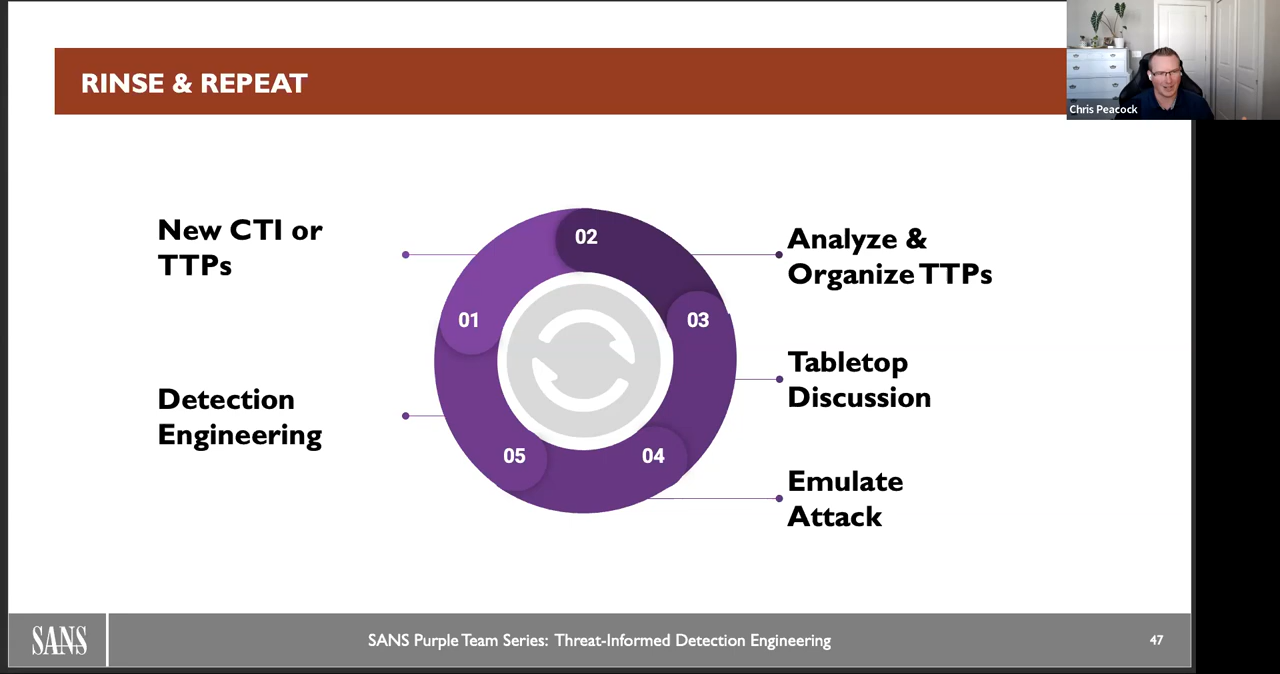 RINSE & REPEAT
Chris Peacock
New CTI or
TTPs
02
Analyze &
Organize TTPs
01
03
Tabletop
Discussion
Detection
Engineering
05
04
Emulate
Attack
SANS
SANS Purple Team Series: Threat-Informed Detection Engineering
47